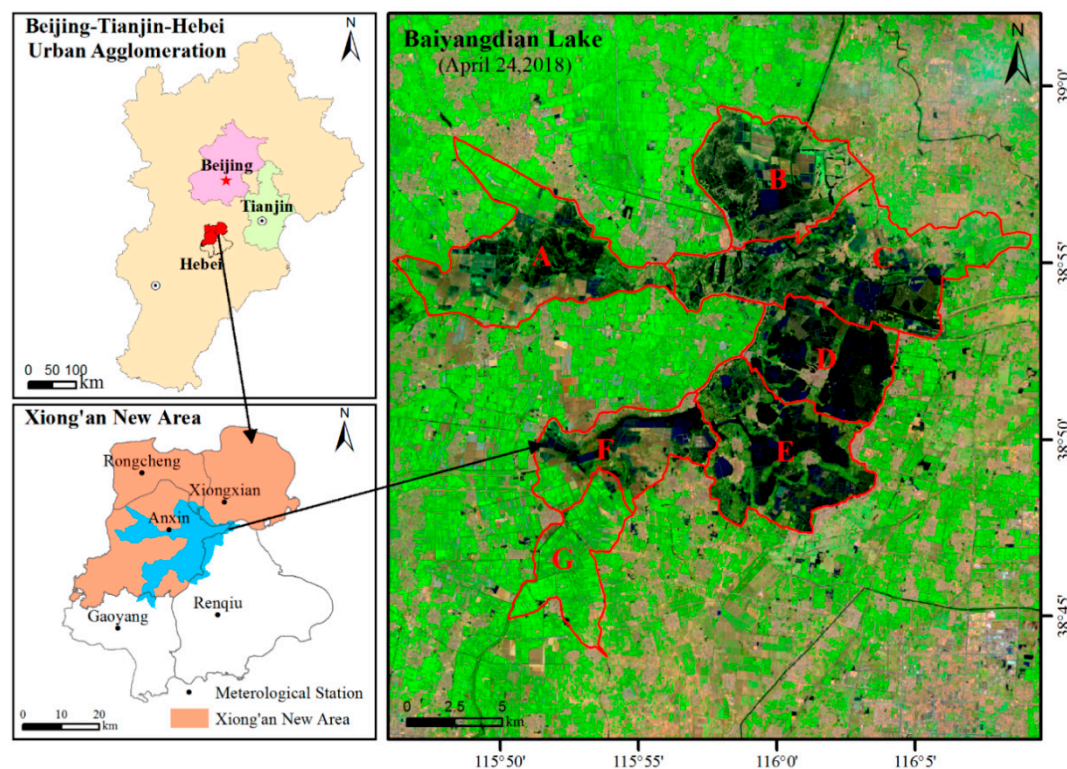 Beijing-Tianjin-Hebei
Urban Agglomeration
N
Beijing
Tianjin
Hebei
0 50 100
km
Xiong'an New Area
N
Rongcheng
Xiongxian
Anxin
Renqiu
Gaoyang
Meterological Station
Xiong'an New Area
0 10 20
km
Baiyangdian Lake
(April 24,2018)
N
B
A
C
D
F
E
G
0 2.5 5
km
39°0'
38°55'
38°50'
38°45'
115°50'
115°55'
116°0'
116°5'